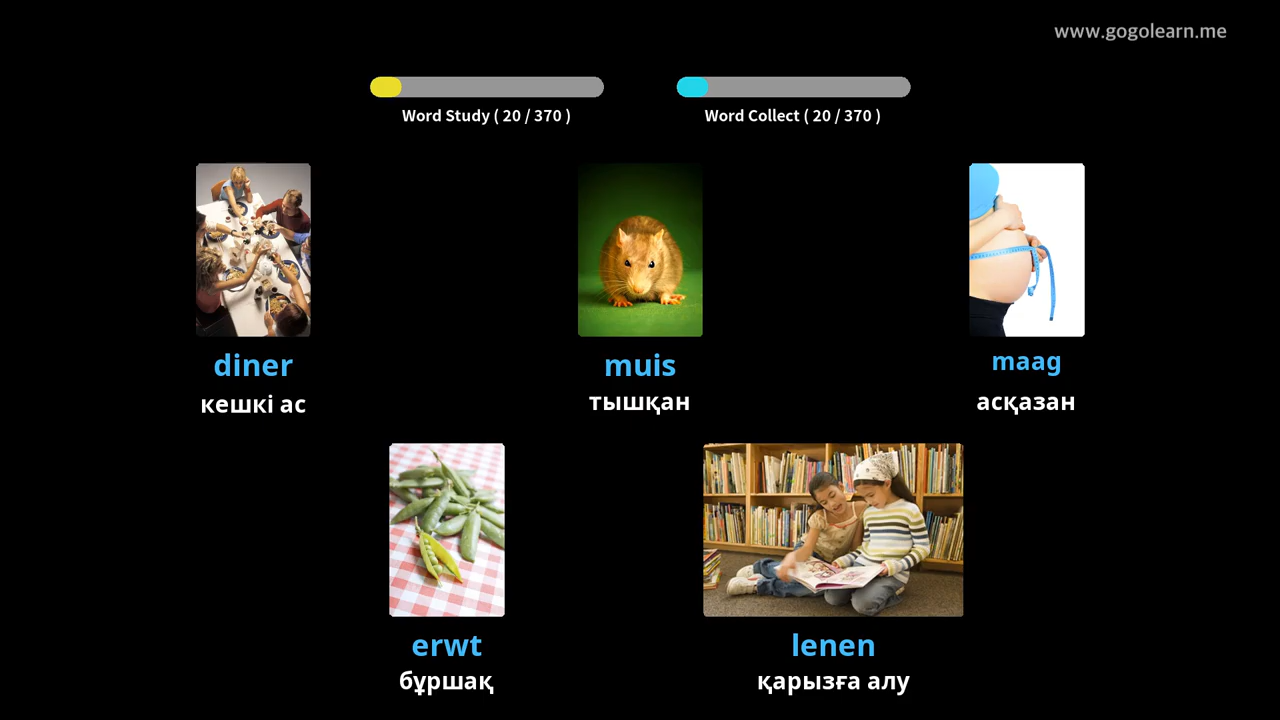 www.gogolearn.me
Word Study ( 20 / 370 )
Word Collect ( 20 / 370 )
diner
кешкі ас
muis
тышқан
maag
асқазан
erwt
бұршақ
lenen
қарызға алу